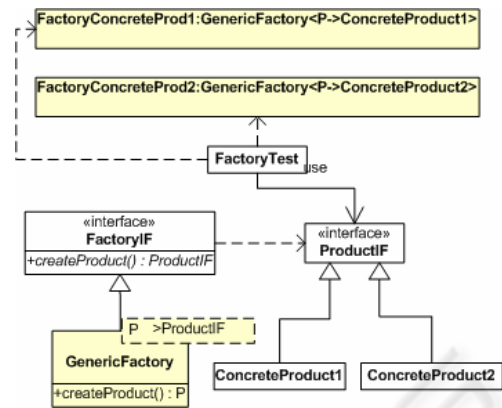 FactoryConcreteProd1:GenericFactory<P->ConcreteProduct1>
FactoryConcreteProd2:GenericFactory<P->ConcreteProduct2>
FactoryTest
use
«interface»
FactoryIF
+createProduct() : ProductIF
«interface»
ProductIF
P >ProductIF
GenericFactory
+createProduct() : P
ConcreteProduct1
ConcreteProduct2